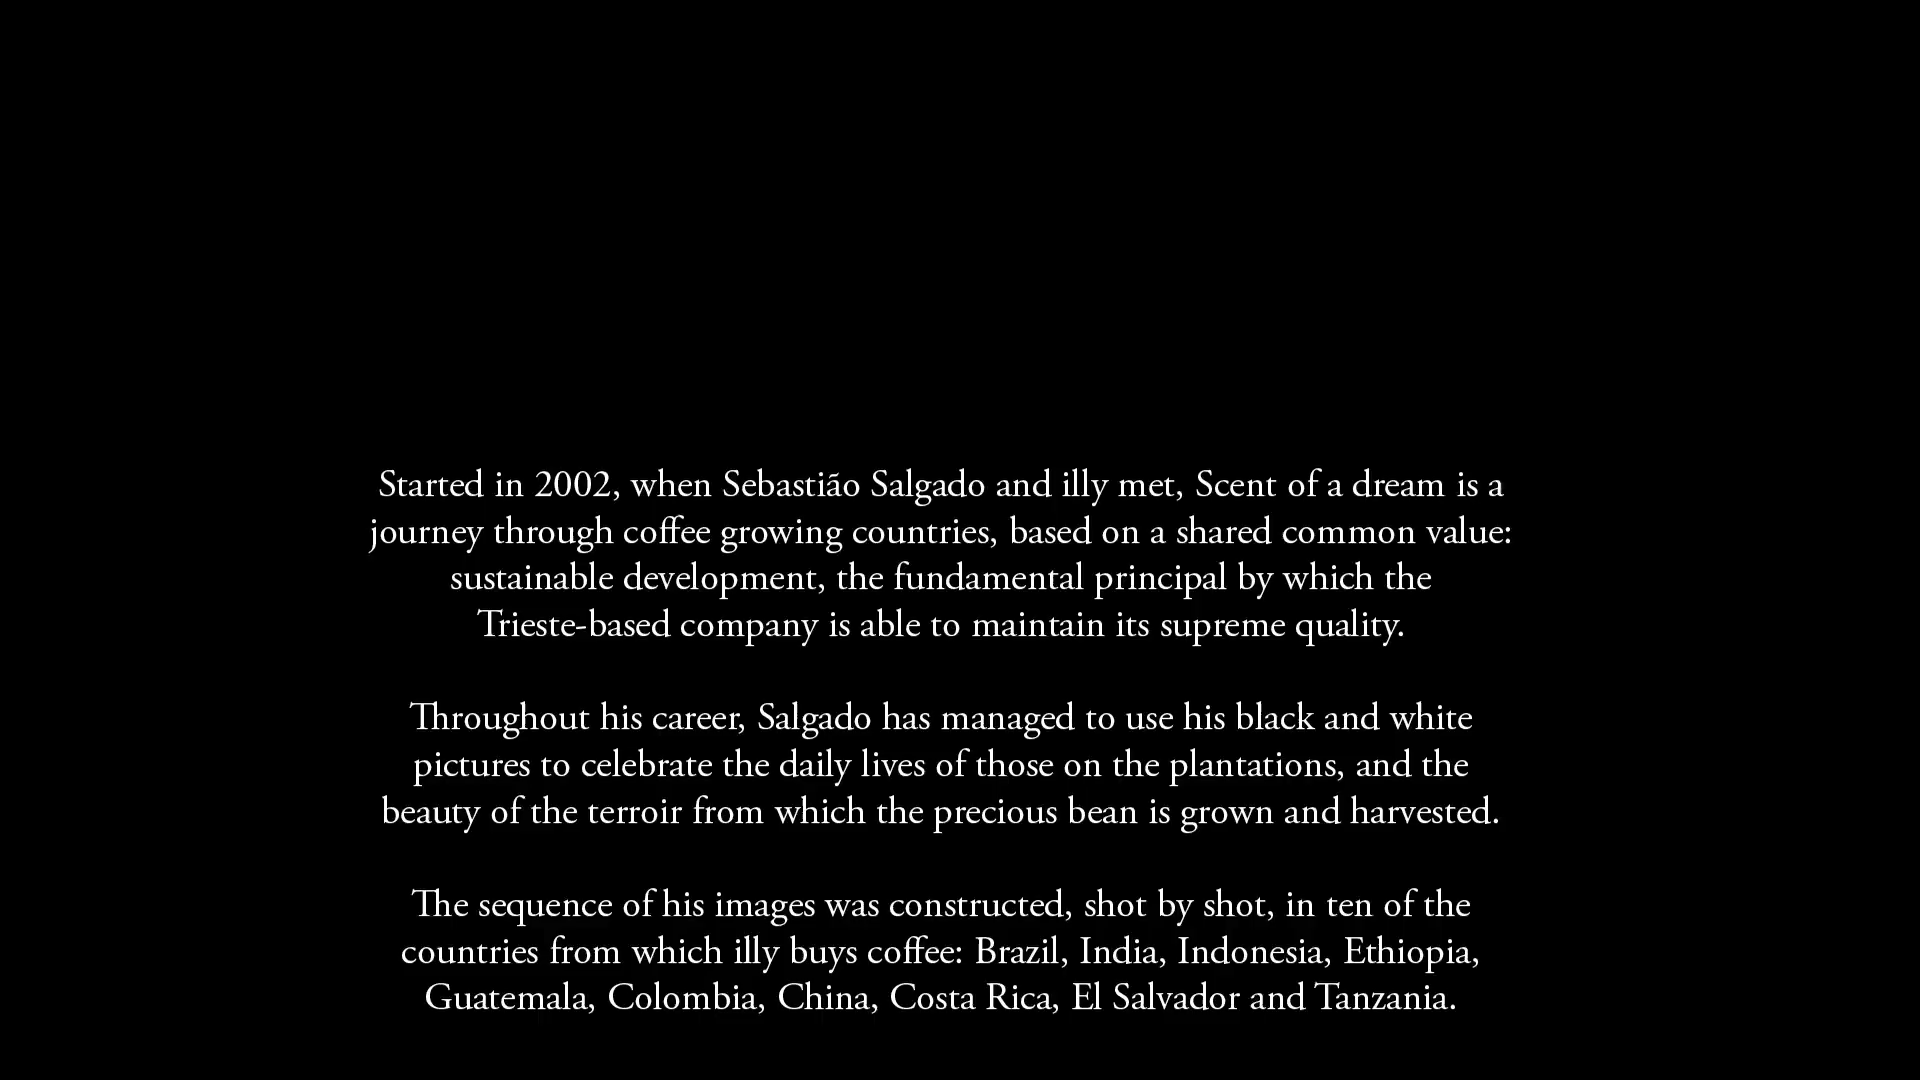 Started in 2002, when Sebastião Salgado and illy met, Scent of a dream is a
journey through coffee growing countries, based on a shared common value:
sustainable development, the fundamental principal by which the
Trieste-based company is able to maintain its supreme quality.
Throughout his career, Salgado has managed to use his black and white
pictures to celebrate the daily lives of those on the plantations, and the
beauty of the terroir from which the precious bean is grown and harvested.
The sequence of his images was constructed, shot by shot, in ten of the
countries from which illy buys coffee: Brazil, India, Indonesia, Ethiopia,
Guatemala, Colombia, China, Costa Rica, El Salvador and Tanzania.